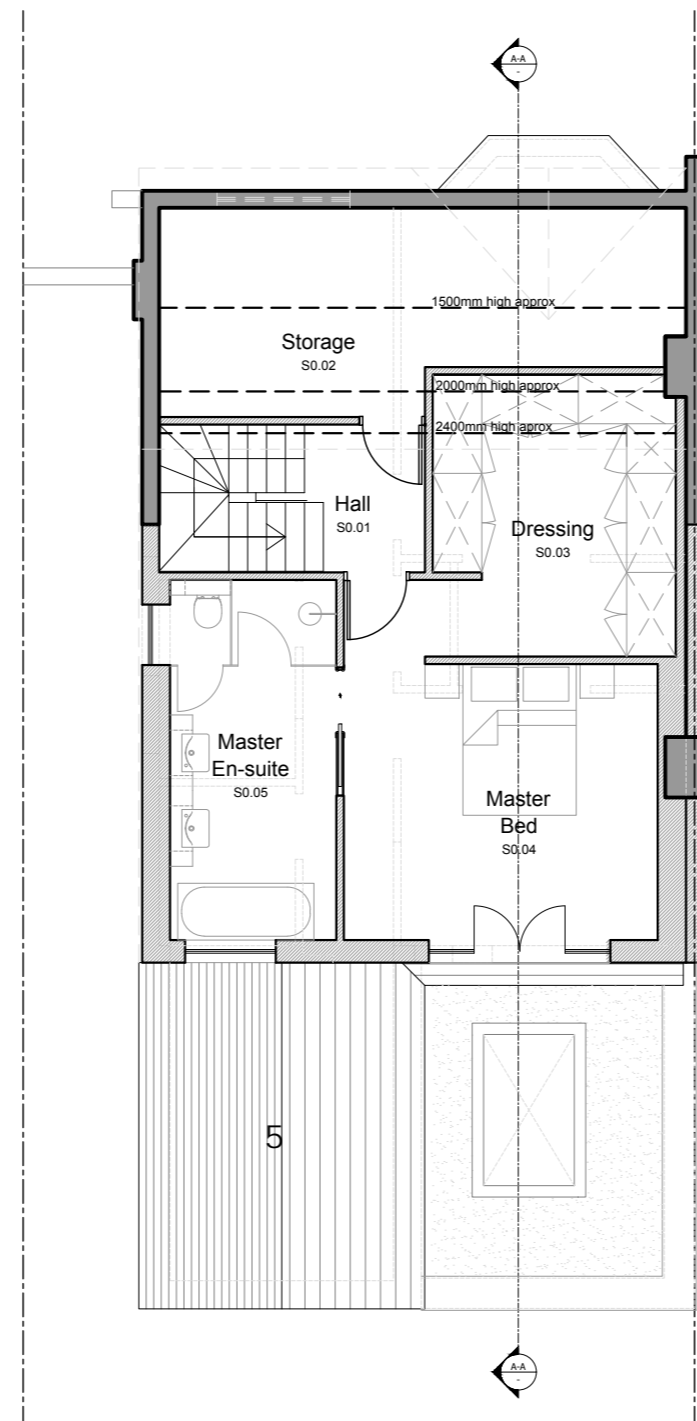 A-A
-
1500mm high approx
Storage
S0.02
2000mm high approx
2400mm high approx
Hall
S0.01
Dressing
S0.03
Master
En-suite
S0.05
Master
Bed
S0.04
5
A-A
-